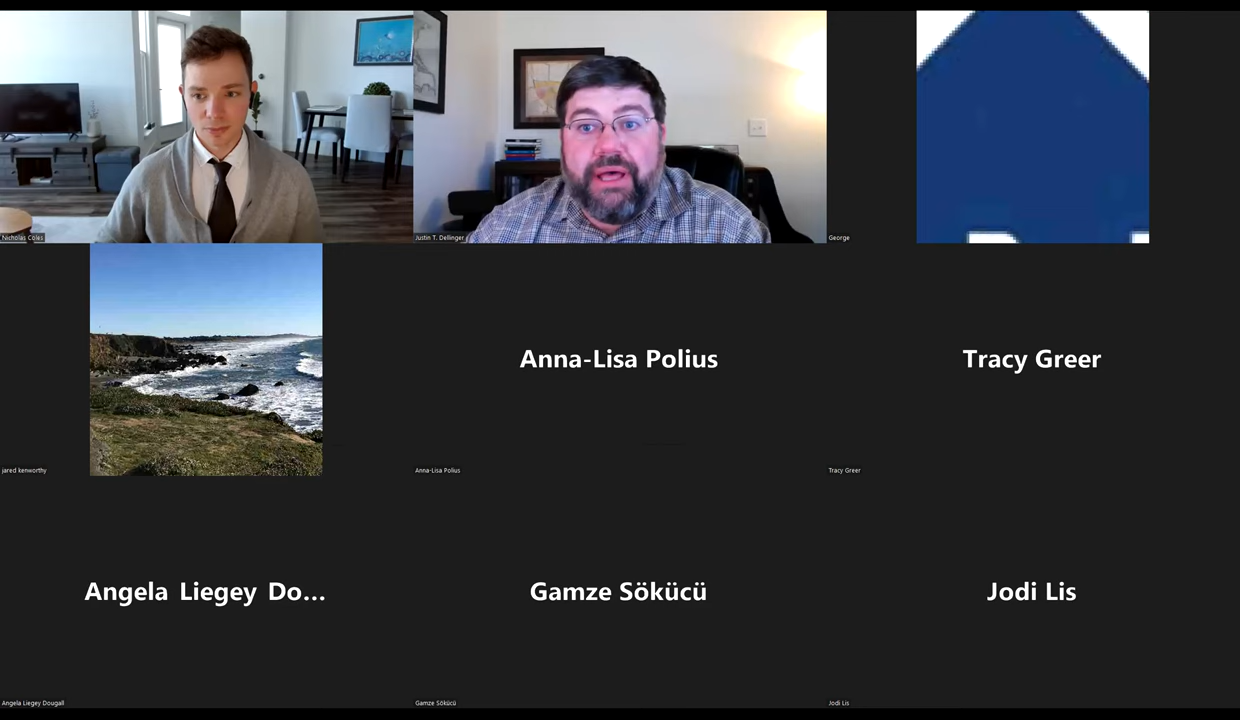 Nicholas Coles
Justin T. Dellinger
George
jared kenworthy
Anna-Lisa Polius
Anna-Lisa Polius
Tracy Greer
Tracy Greer
Angela Liegey Do...
Angela Liegey Dougall
Gamze Sökücü
Gamze Sökücü
Jodi Lis
Jodi Lis